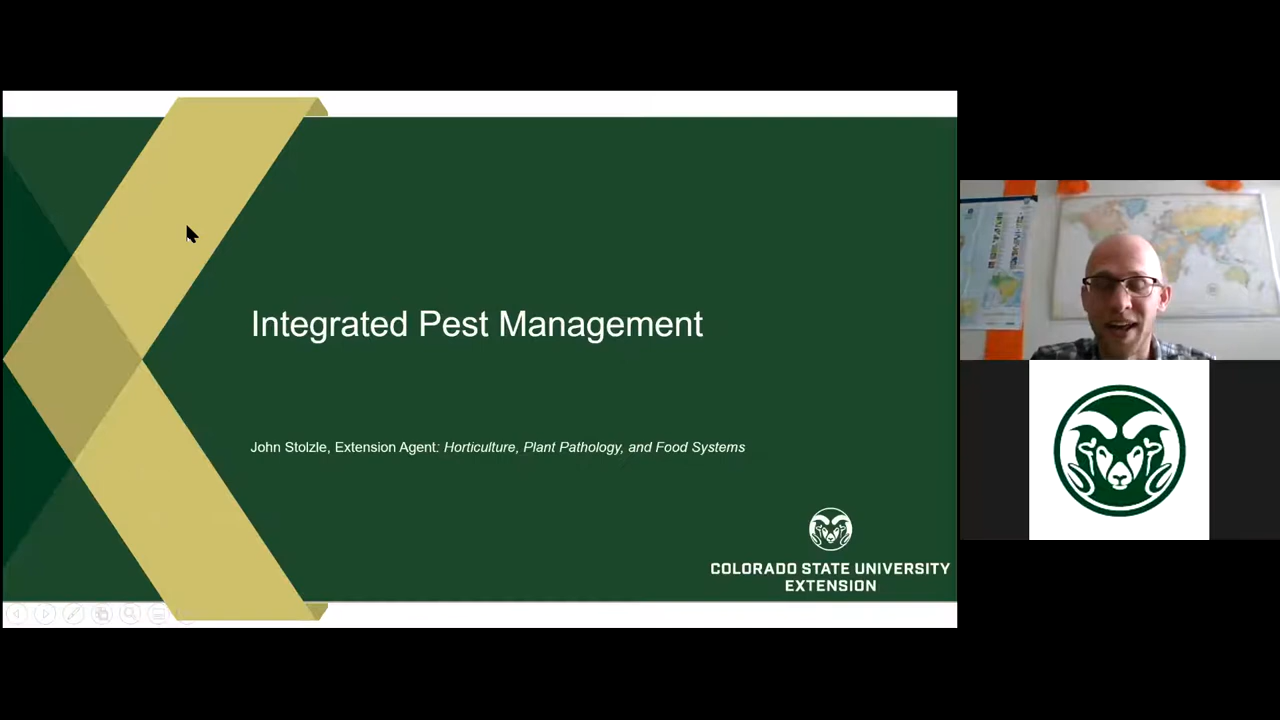 Integrated Pest Management
John Stolzle, Extension Agent: Horticulture, Plant Pathology, and Food Systems
COLORADO STATE UNIVERSITY
EXTENSION